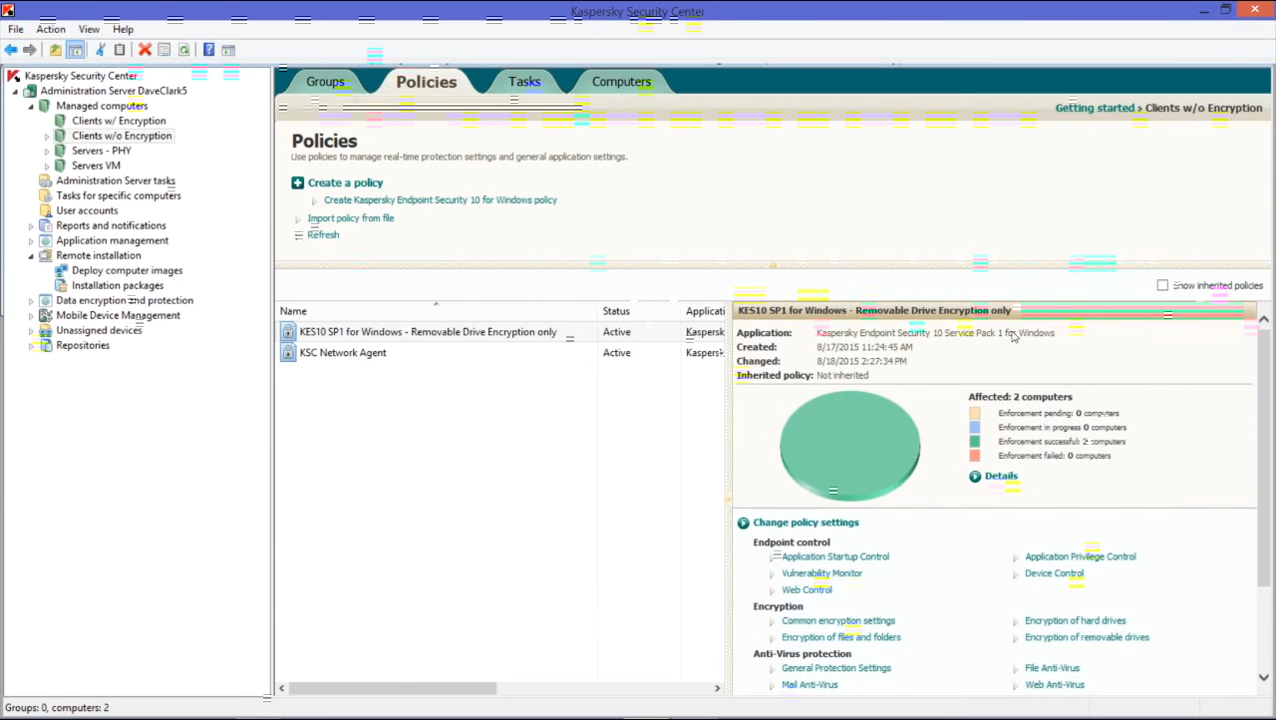 Kaspersky Security Center
File Action View Help
Kaspersky Security Center
Administration Server DaveClark5
Managed computers
Clients w/ Encryption
Clients w/o Encryption
Servers - PHY
Servers VM
Administration Server tasks
Tasks for specific computers
User accounts
Reports and notifications
Application management
Remote installation
Deploy computer images
Installation packages
Data encryption and protection
Mobile Device Management
Unassigned devices
Repositories
Groups Policies Tasks Computers
Getting started › Clients w/o Encryption
Policies
Use policies to manage real-time protection settings and general application settings.
Create a policy
Create Kaspersky Endpoint Security 10 for Windows policy
Import policy from file
Refresh
Show inherited policies
Name Status Applicati
KES10 SP1 for Windows - Removable Drive Encryption only Active Kaspersk
KSC Network Agent Active Kaspersk
KES10 SP1 for Windows - Removable Drive Encryption only
Application: Kaspersky Endpoint Security 10 Service Pack 1 for Windows
Created: 8/17/2015 11:24:45 AM
Changed: 8/18/2015 2:27:34 PM
Inherited policy: Not inherited
Affected: 2 computers
Enforcement pending: 0 computers
Enforcement in progress 0 computers
Enforcement successful: 2 computers
Enforcement failed: 0 computers
Details
Change policy settings
Endpoint control
Application Startup Control Application Privilege Control
Vulnerability Monitor Device Control
Web Control
Encryption
Common encryption settings Encryption of hard drives
Encryption of files and folders Encryption of removable drives
Anti-Virus protection
General Protection Settings File Anti-Virus
Mail Anti-Virus Web Anti-Virus
Groups: 0, computers: 2